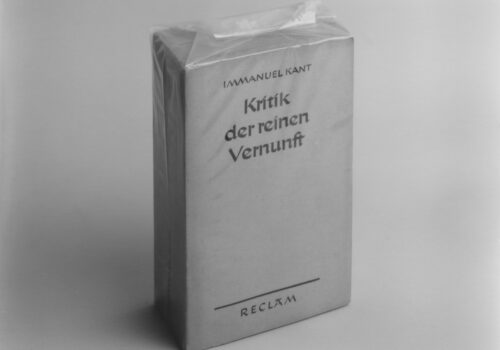 IMMANUEL KANT
Kritik
der reinen
Vernunft
RECLAM